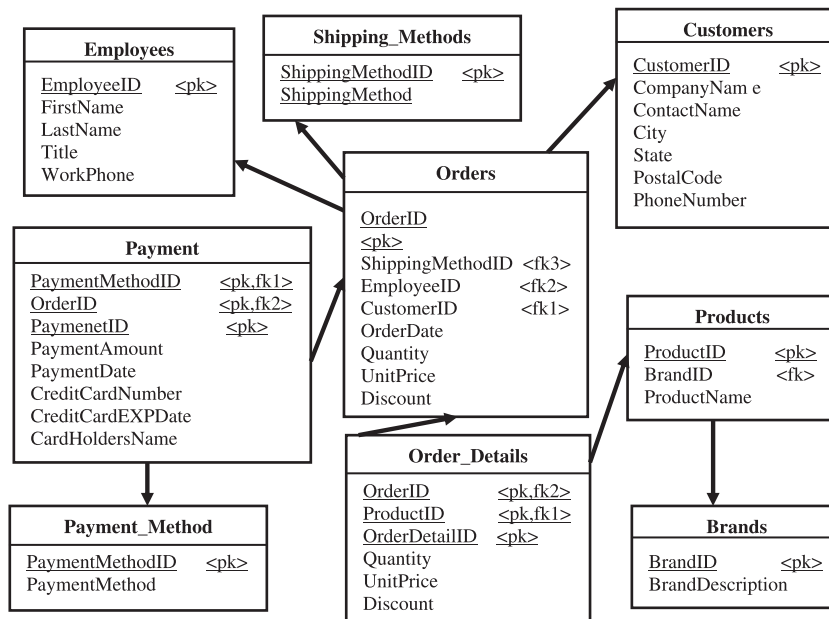 Employees
EmployeeID <pk>
FirstName
LastName
Title
WorkPhone
Shipping_Methods
ShippingMethodID <pk>
ShippingMethod
Customers
CustomerID <pk>
CompanyNam e
ContactName
City
State
PostalCode
PhoneNumber
Orders
OrderID
<pk>
ShippingMethodID <fk3>
EmployeeID <fk2>
CustomerID <fk1>
OrderDate
Quantity
UnitPrice
Discount
Payment
PaymentMethodID <pk,fk1>
OrderID <pk,fk2>
PaymenetID <pk>
PaymentAmount
PaymentDate
CreditCardNumber
CreditCardEXPDate
CardHoldersName
Products
ProductID <pk>
BrandID <fk>
ProductName
Order_Details
OrderID <pk,fk2>
ProductID <pk,fk1>
OrderDetailID <pk>
Quantity
UnitPrice
Discount
Payment_Method
PaymentMethodID <pk>
PaymentMethod
Brands
BrandID <pk>
BrandDescription